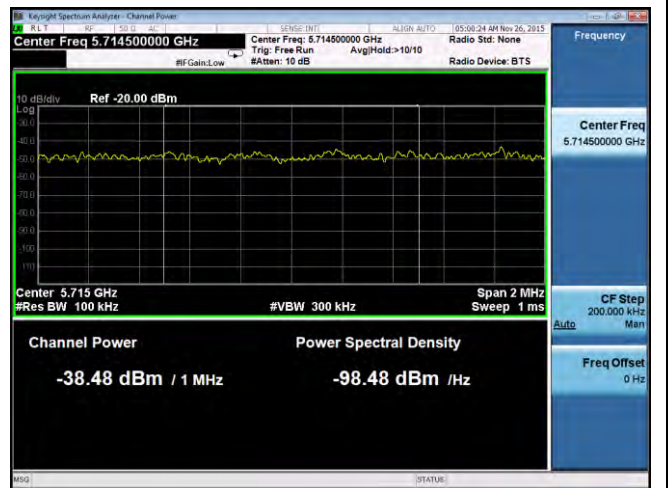 Keysight Spectrum Analyzer - Channel Power
RLT RF 50 Ω AC SENSE:INT ALIGN AUTO 05:00:24 AM Nov 26, 2015
Center Freq 5.714500000 GHz
Center Freq: 5.714500000 GHz
Radio Std: None
Trig: Free Run Avg|Hold:>10/10
#IFGain:Low
#Atten: 10 dB
Radio Device: BTS
10 dB/div Ref -20.00 dBm
Log
-30.0
-40.0
-50.0
-60.0
-70.0
-80.0
-90.0
-100
-110
Center 5.715 GHz
Span 2 MHz
#Res BW 100 kHz
#VBW 300 kHz
Sweep 1 ms
Channel Power
Power Spectral Density
-38.48 dBm / 1 MHz
-98.48 dBm /Hz
MSG
STATUS
Frequency
Center Freq
5.714500000 GHz
CF Step
200.000 kHz
Auto Man
Freq Offset
0 Hz